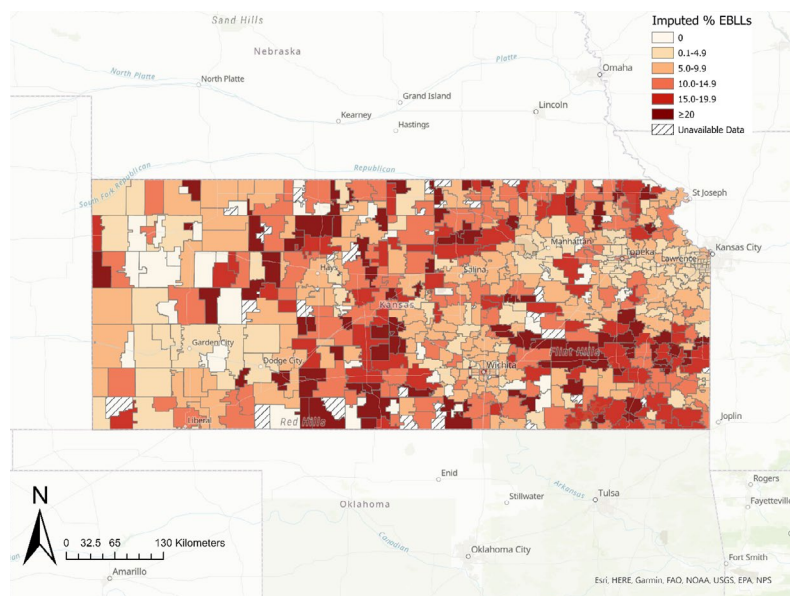 Sand Hills
Nebraska
Imputed % EBLLs
0
0.1-4.9
5.0-9.9
10.0-14.9
15.0-19.9
≥20
Unavailable Data
North Platte
North Platte
Platte
Omaha
Grand Island
Kearney
Lincoln
Hastings
South Fork Republican
Republican
St Joseph
Manhattan
Kansas City
Topeka
Lawrence
Hays
Salina
Kansas
Garden City
Flint Hills
Dodge City
Wichita
Liberal
Red Hills
Joplin
Enid
Rogers
Stillwater
Arkansas
Tulsa
Fayetteville
Oklahoma
N
Canadian
0 32.5 65 130 Kilometers
Oklahoma City
Fort Smith
Amarillo
Esri, HERE, Garmin, FAO, NOAA, USGS, EPA, NPS